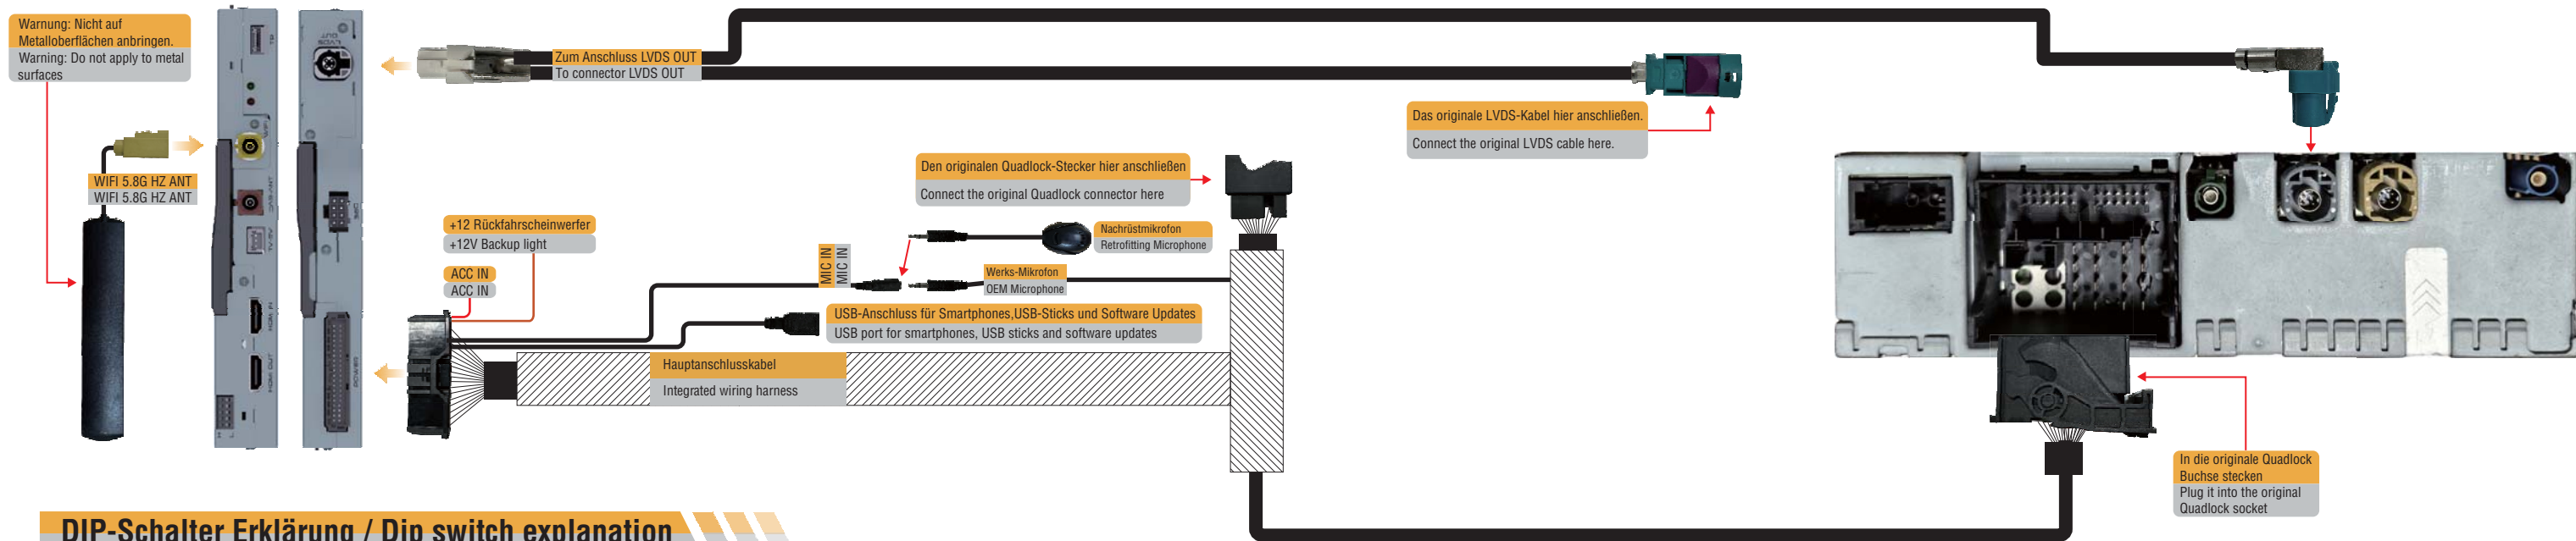 Warnung: Nicht auf
Metalloberflächen anbringen.
Warning: Do not apply to metal
surfaces
WIFI 5.8G HZ ANT
WIFI 5.8G HZ ANT
LVDS
OUT
Zum Anschluss LVDS OUT
To connector LVDS OUT
Das originale LVDS-Kabel hier anschließen.
Connect the original LVDS cable here.
Den originalen Quadlock-Stecker hier anschließen
Connect the original Quadlock connector here
+12 Rückfahrscheinwerfer
+12V Backup light
ACC IN
ACC IN
MIC IN
MIC IN
Nachrüstmikrofon
Retrofitting Microphone
Werks-Mikrofon
OEM Microphone
USB-Anschluss für Smartphones,USB-Sticks und Software Updates
USB port for smartphones, USB sticks and software updates
Hauptanschlusskabel
Integrated wiring harness
In die originale Quadlock
Buchse stecken
Plug it into the original
Quadlock socket
DIP-Schalter Erklärung / Dip switch explanation